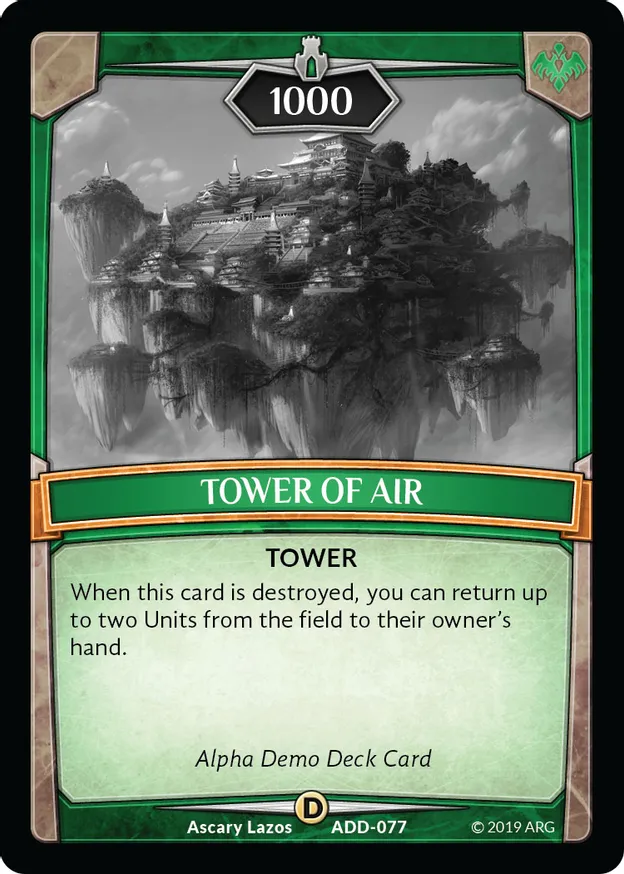 1000
TOWER OF AIR
TOWER
When this card is destroyed, you can return up
to two Units from the field to their owner's
hand.
Alpha Demo Deck Card
D
Ascary Lazos ADD-077 © 2019 ARG